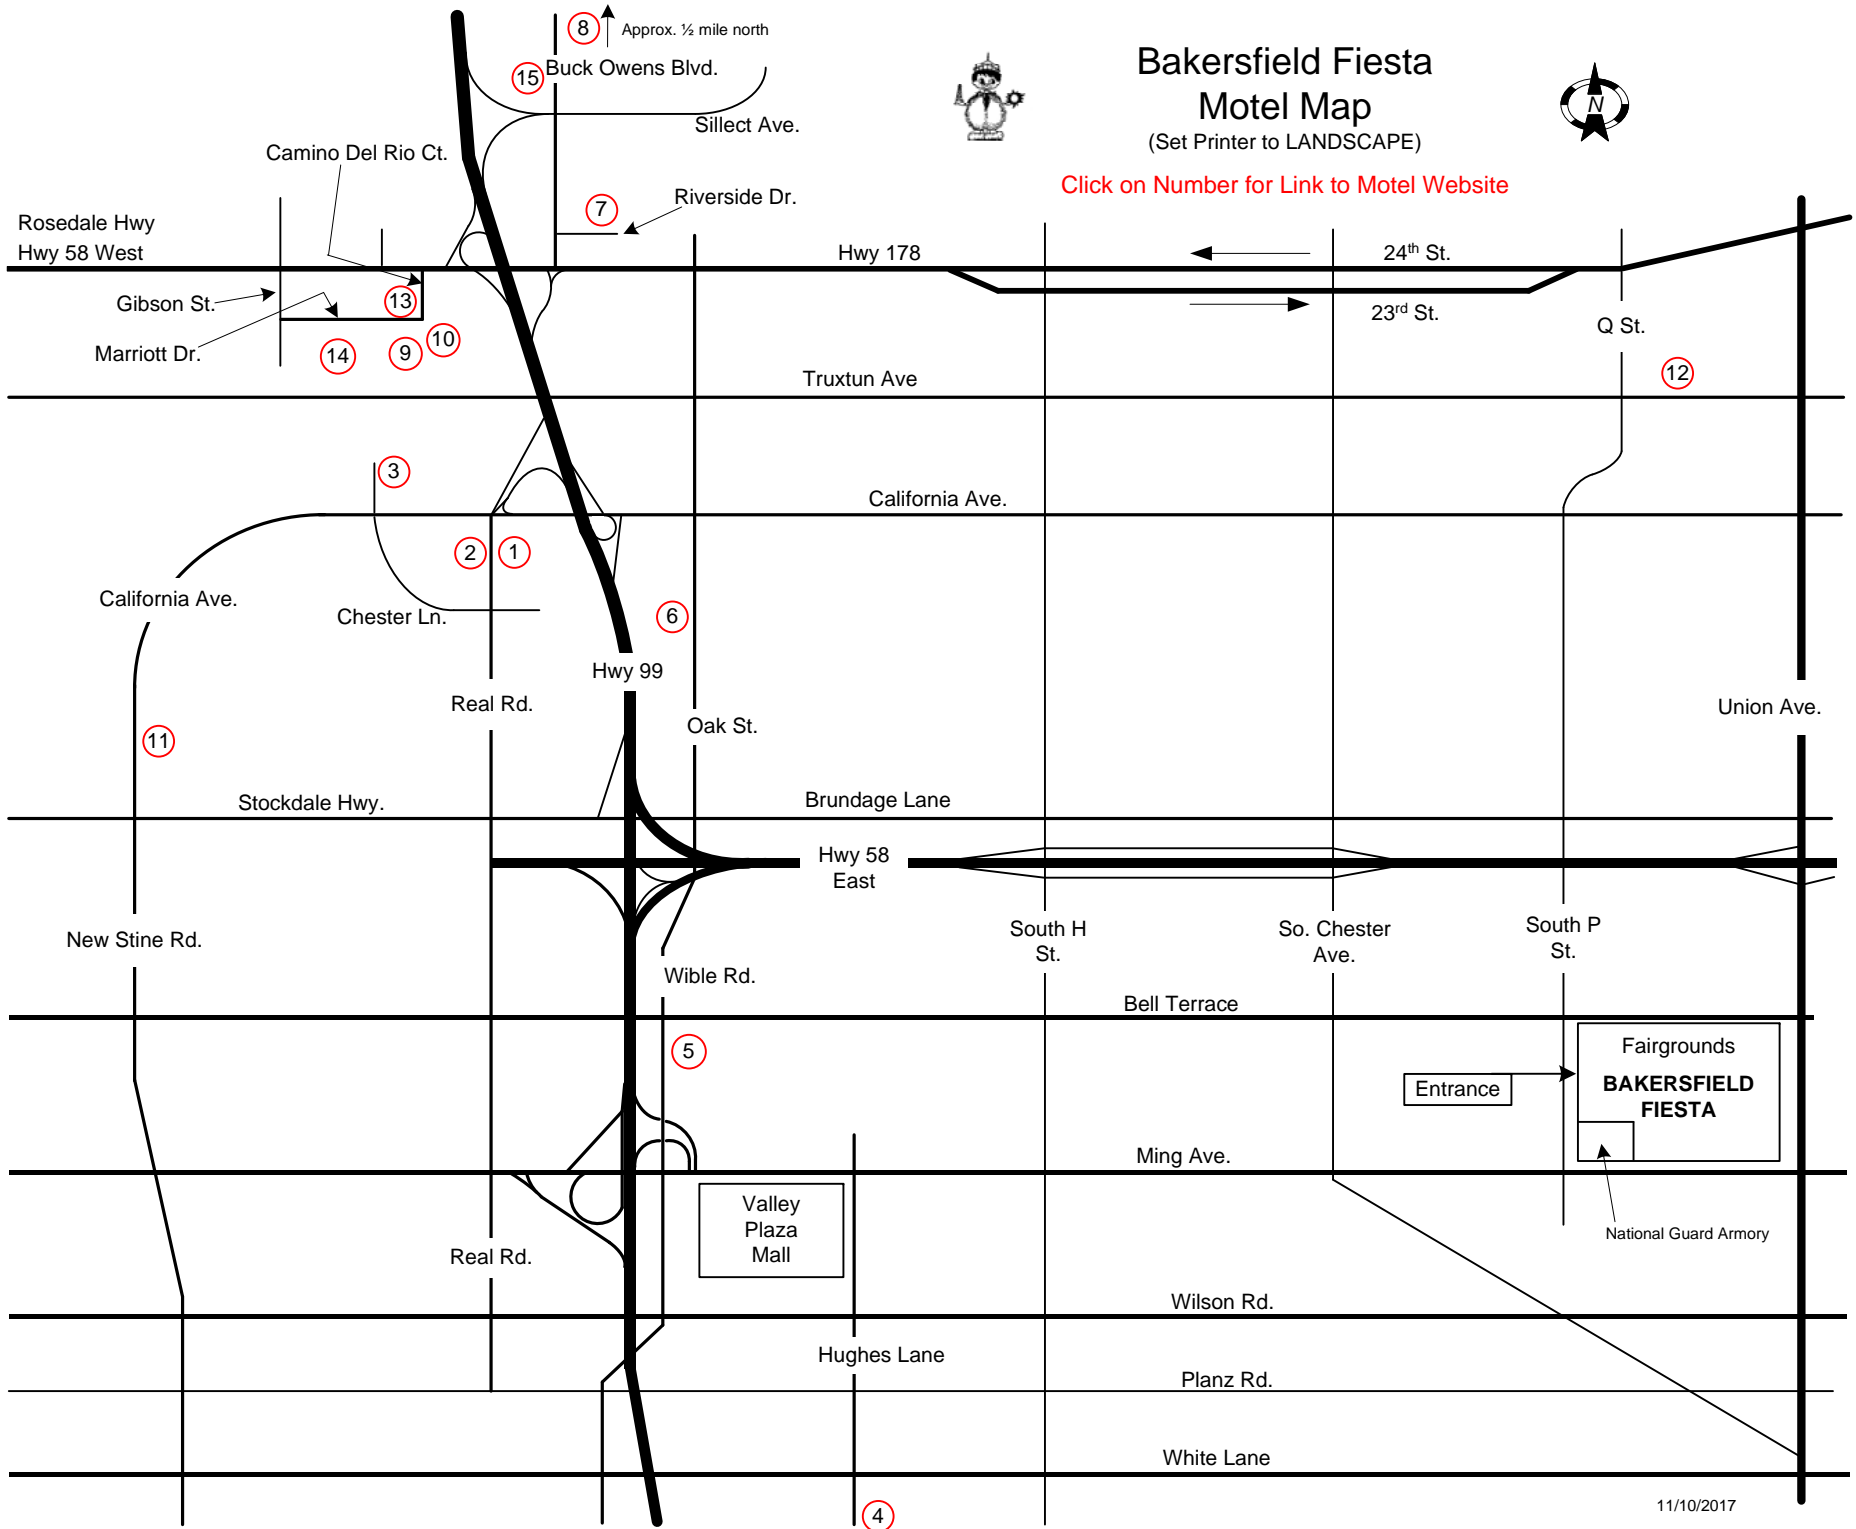 8
Approx. ½ mile north
15
Buck Owens Blvd.
Sillect Ave.
Bakersfield Fiesta
Motel Map
(Set Printer to LANDSCAPE)
Click on Number for Link to Motel Website
N
Camino Del Rio Ct.
7
Riverside Dr.
Rosedale Hwy
Hwy 58 West
Hwy 178
24th St.
23rd St.
Gibson St.
13
Marriott Dr.
14
9
10
Q St.
12
Truxtun Ave
3
California Ave.
2
1
California Ave.
Chester Ln.
6
Hwy 99
Real Rd.
Oak St.
Union Ave.
11
Stockdale Hwy.
Brundage Lane
Hwy 58
East
New Stine Rd.
Wible Rd.
South H
St.
So. Chester
Ave.
South P
St.
Bell Terrace
5
Fairgrounds
BAKERSFIELD
FIESTA
Entrance
Ming Ave.
Valley
Plaza
Mall
National Guard Armory
Real Rd.
Wilson Rd.
Hughes Lane
Planz Rd.
White Lane
4
11/10/2017